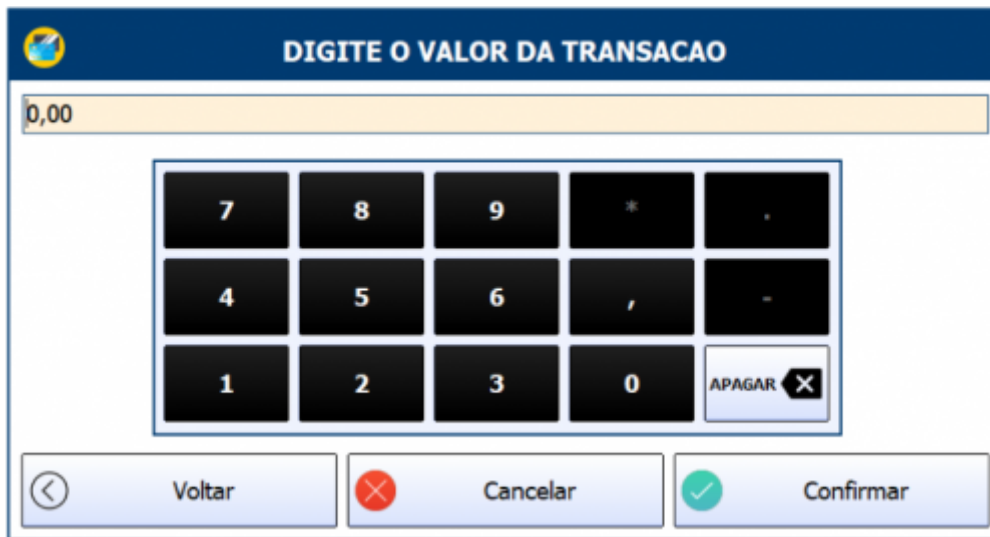 DIGITE O VALOR DA TRANSACAO
0,00
7 8 9 * .
4 5 6 , -
1 2 3 0 APAGAR
Voltar Cancelar Confirmar